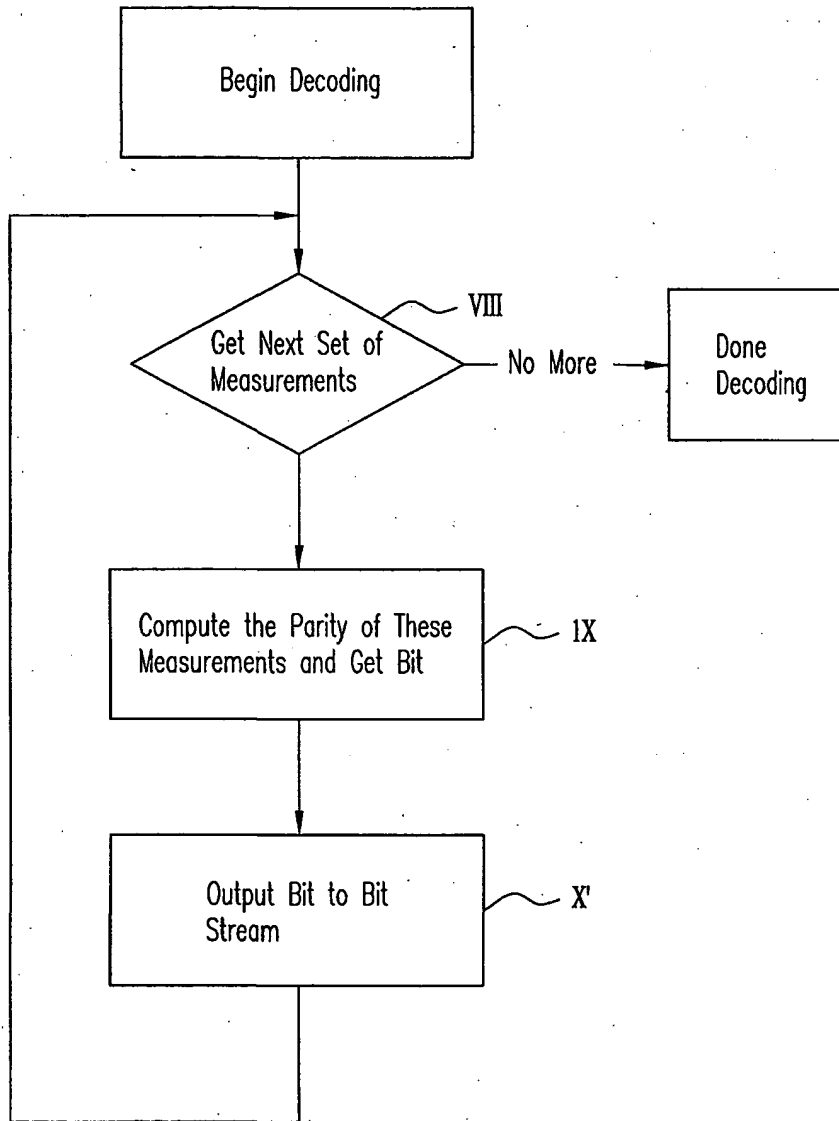 Begin Decoding
VIII
Get Next Set of
Measurements
No More
Done
Decoding
Compute the Parity of These
Measurements and Get Bit
1X
Output Bit to Bit
Stream
X'